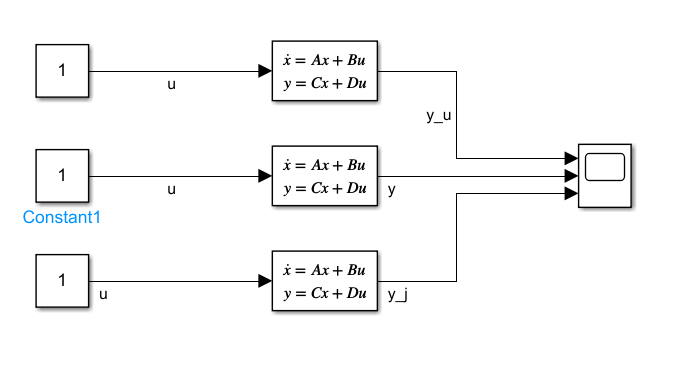 1
u
ẋ = Ax + Bu
y = Cx + Du
y_u
1
Constant1
u
ẋ = Ax + Bu
y = Cx + Du
y
1
u
ẋ = Ax + Bu
y = Cx + Du
y_j